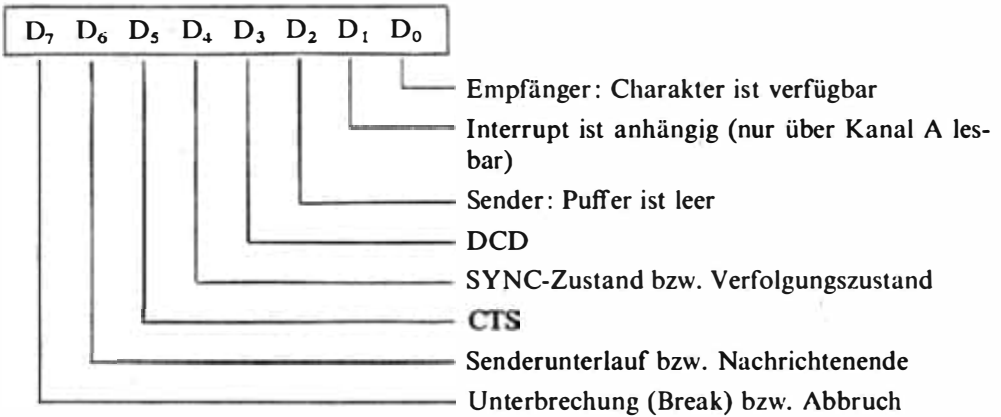 D₇ D₆ D₅ D₄ D₃ D₂ D₁ D₀
Empfänger: Charakter ist verfügbar
Interrupt ist anhängig (nur über Kanal A les-
bar)
Sender: Puffer ist leer
DCD
SYNC-Zustand bzw. Verfolgungszustand
CTS
Senderunterlauf bzw. Nachrichtenende
Unterbrechung (Break) bzw. Abbruch